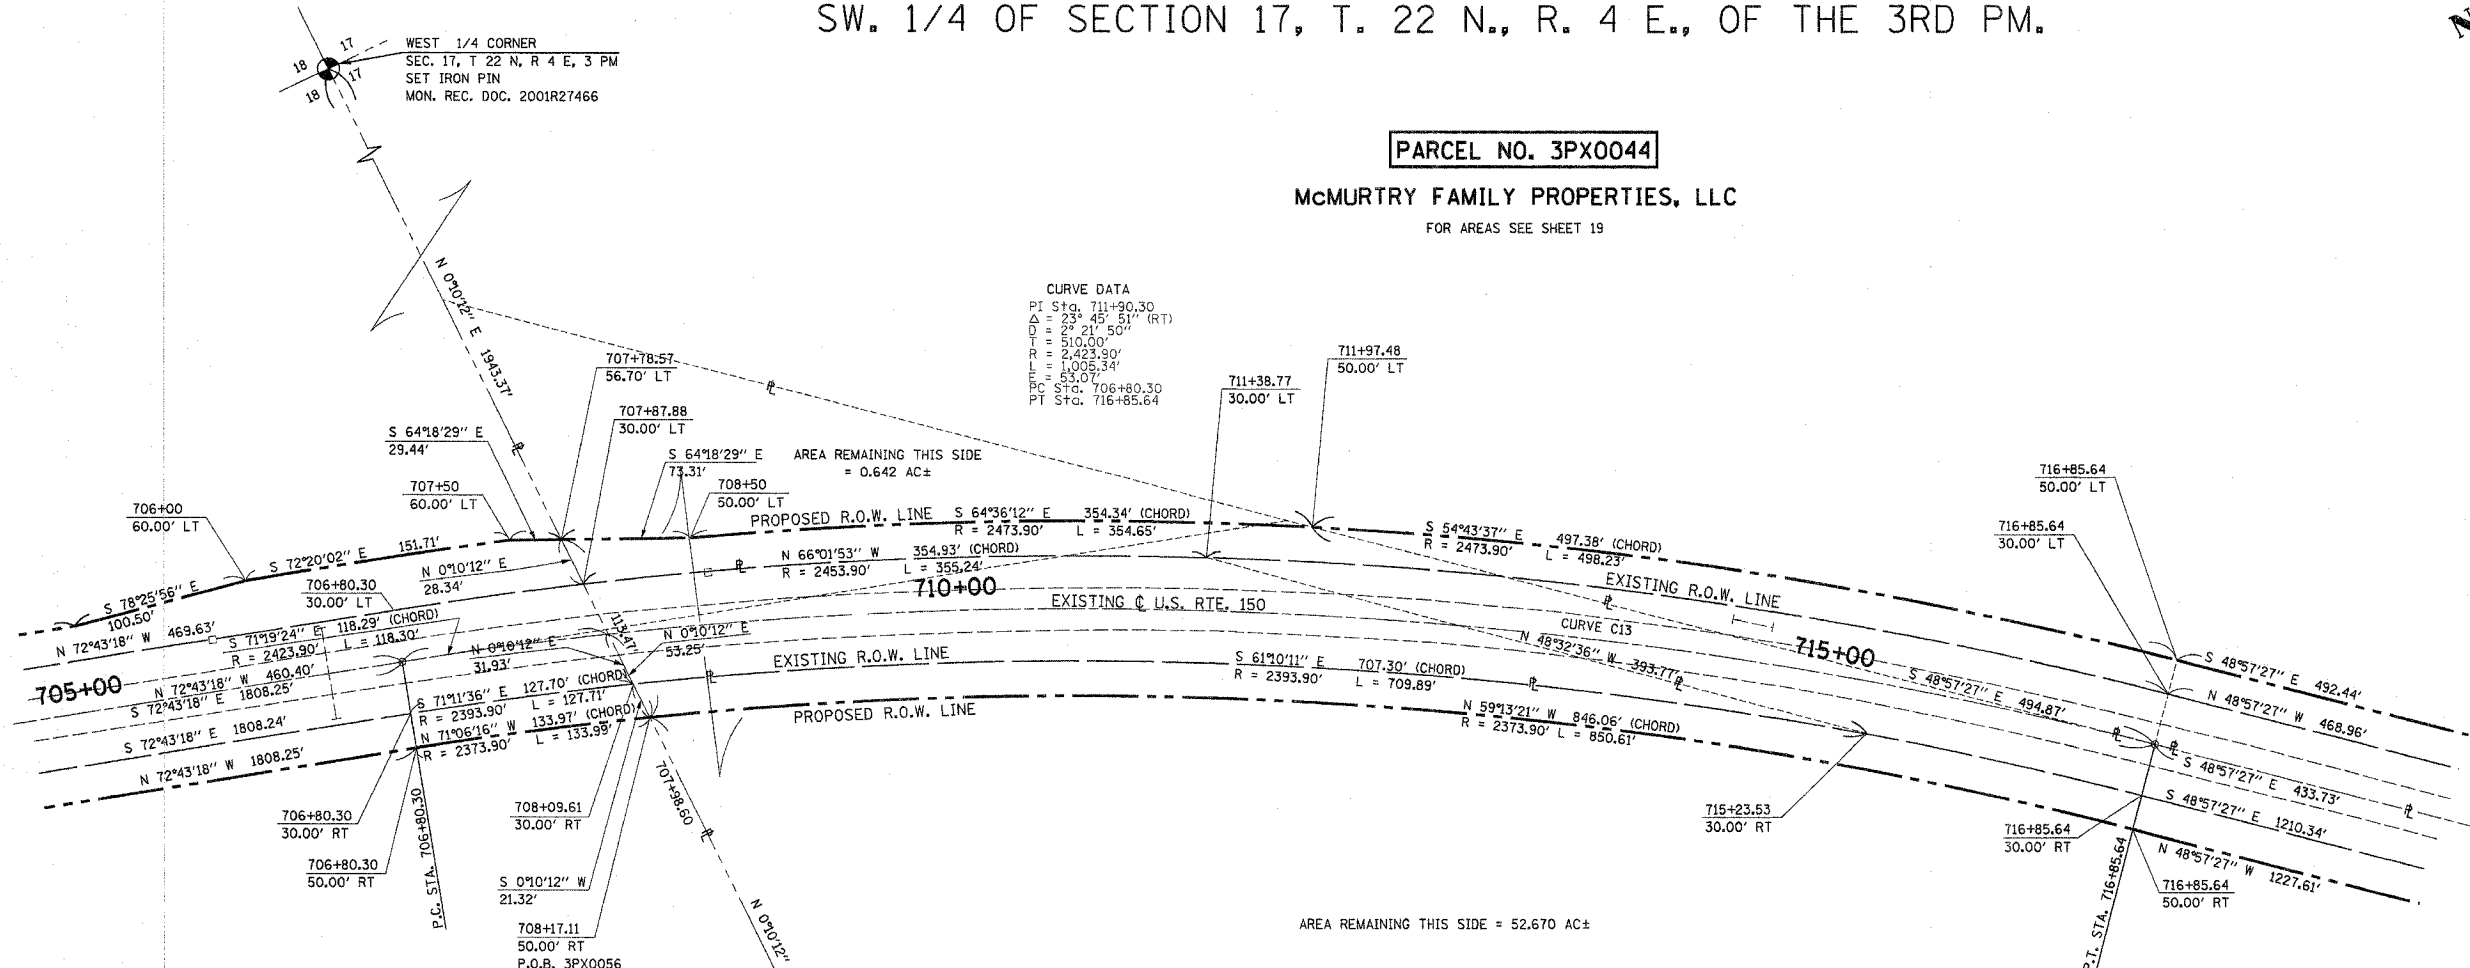 SW. 1/4 OF SECTION 17, T. 22 N., R. 4 E., OF THE 3RD PM.
N
17
18
17
18
WEST 1/4 CORNER
SEC. 17, T 22 N, R 4 E, 3 PM
SET IRON PIN
MON. REC. DOC. 2001R27466
PARCEL NO. 3PX0044
McMURTRY FAMILY PROPERTIES, LLC
FOR AREAS SEE SHEET 19
N 0°10'12" E 1943.37'
CURVE DATA
PI Sta. 711+90.30
Δ = 23° 45' 51" (RT)
D = 2° 21' 50"
T = 510.00'
R = 2,423.90'
L = 1,005.34'
E = 53.07'
PC Sta. 706+80.30
PT Sta. 716+85.64
707+78.57
56.70' LT
711+97.48
50.00' LT
711+38.77
30.00' LT
707+87.88
30.00' LT
S 64°18'29" E
29.44'
S 64°18'29" E
73.31'
AREA REMAINING THIS SIDE
= 0.642 AC±
707+50
60.00' LT
708+50
50.00' LT
706+00
60.00' LT
716+85.64
50.00' LT
716+85.64
30.00' LT
PROPOSED R.O.W. LINE
S 64°36'12" E 354.34' (CHORD)
R = 2473.90' L = 354.65'
S 54°43'37" E 497.38' (CHORD)
R = 2473.90' L = 498.23'
S 72°20'02" E 151.71'
N 0°10'12" E
28.34'
N 66°01'53" W 354.93' (CHORD)
R = 2453.90' L = 355.24'
S 78°25'56" E
100.50'
706+80.30
30.00' LT
710+00
EXISTING ℄ U.S. RTE. 150
EXISTING R.O.W. LINE
CURVE C13
N 72°43'18" W 469.63'
S 71°19'24" E 118.29' (CHORD)
R = 2423.90' L = 118.30'
N 0°10'12" E
31.93'
113.47'
N 0°10'12" E
53.25'
EXISTING R.O.W. LINE
N 48°32'36" W 393.77'
715+00
S 61°10'11" E 707.30' (CHORD)
R = 2393.90' L = 709.89'
S 48°57'27" E 492.44'
705+00
N 72°43'18" W 460.40'
S 72°43'18" E 1808.25'
S 71°11'36" E 127.70' (CHORD)
R = 2393.90' L = 127.71'
S 48°57'27" E 494.87'
N 48°57'27" W 468.96'
S 72°43'18" E 1808.24'
N 71°06'16" W 133.97' (CHORD)
R = 2373.90' L = 133.99'
PROPOSED R.O.W. LINE
N 59°13'21" W 846.06' (CHORD)
R = 2373.90' L = 850.61'
N 72°43'18" W 1808.25'
S 48°57'27" E 433.73'
S 48°57'27" E 1210.34'
N 48°57'27" W 1227.61'
706+80.30
30.00' RT
706+80.30
50.00' RT
P.C. STA. 706+80.30
708+09.61
30.00' RT
707+98.60
715+23.53
30.00' RT
716+85.64
30.00' RT
716+85.64
50.00' RT
P.T. STA. 716+85.64
S 0°10'12" W
21.32'
708+17.11
50.00' RT
P.O.B. 3PX0056
N 0°10'12"
AREA REMAINING THIS SIDE = 52.670 AC±